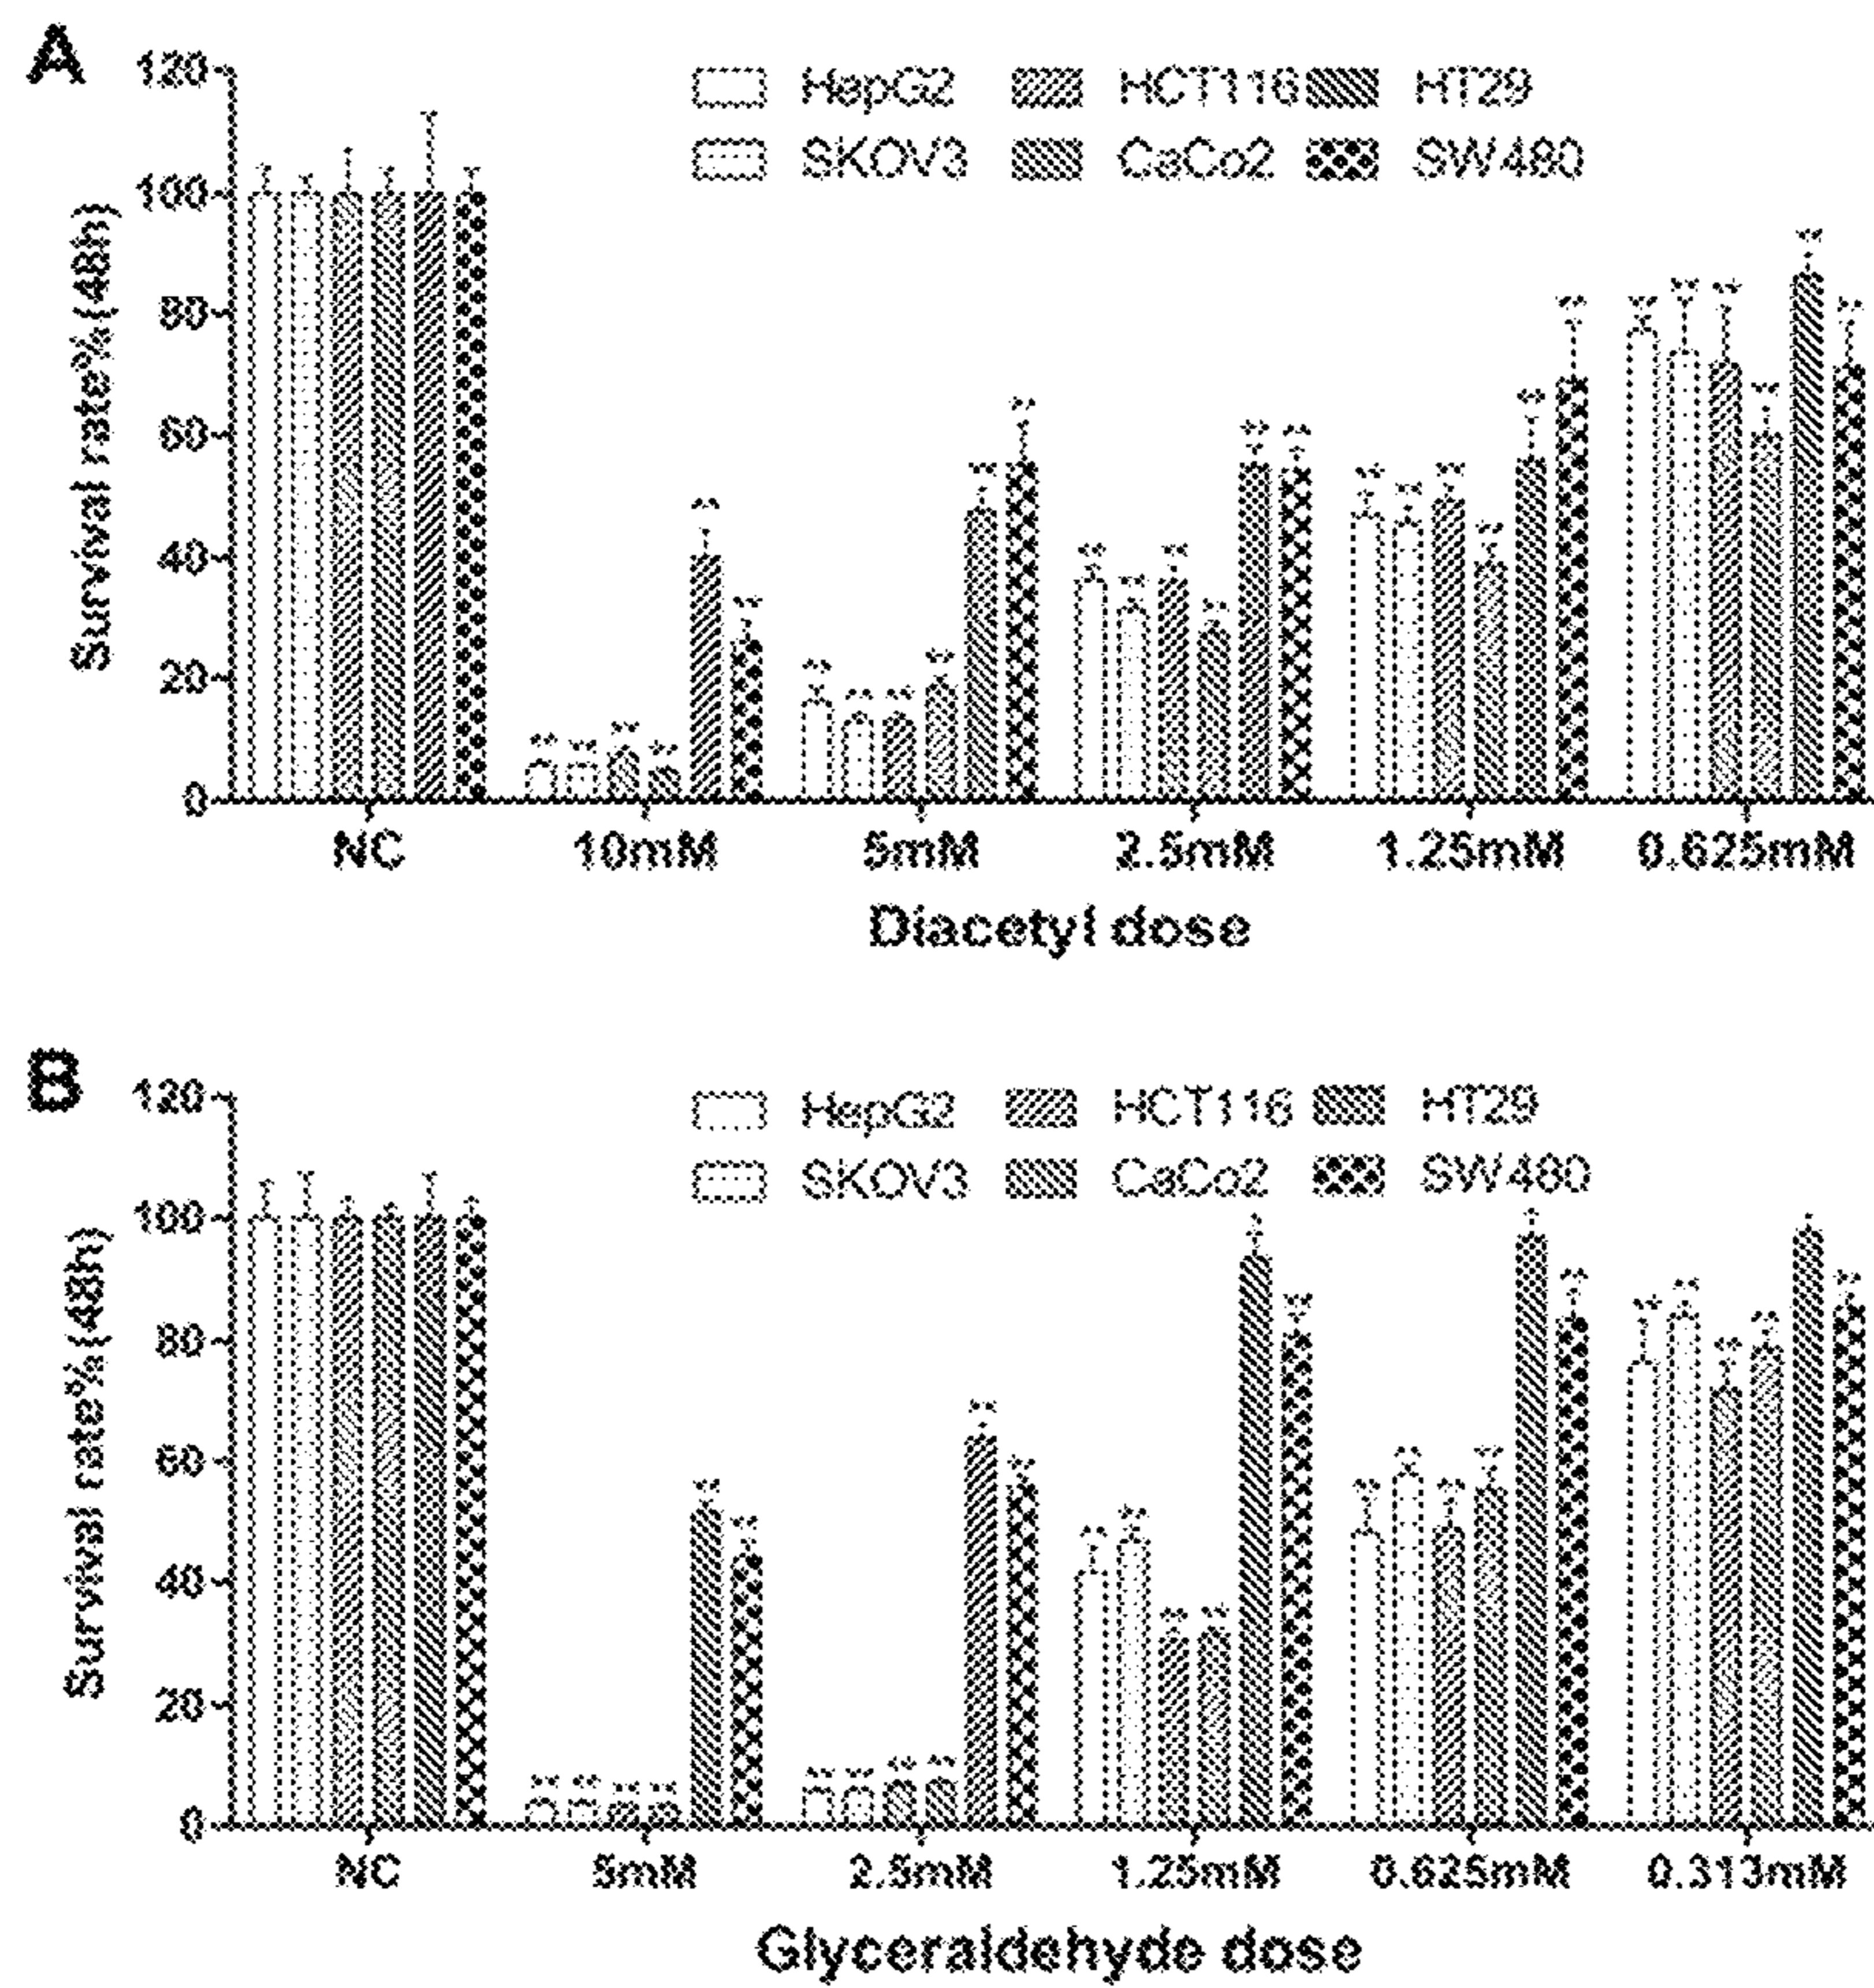 A
120
HepG2 HCT116 HT29
SKOV3 CaCo2 SW480
100
80
60
40
20
0
Survival rate%(48h)
NC 10mM 5mM 2.5mM 1.25mM 0.625mM
Diacetyl dose
B
120
HepG2 HCT116 HT29
SKOV3 CaCo2 SW480
100
80
60
40
20
0
Survival rate%(48h)
NC 5mM 2.5mM 1.25mM 0.625mM 0.313mM
Glyceraldehyde dose